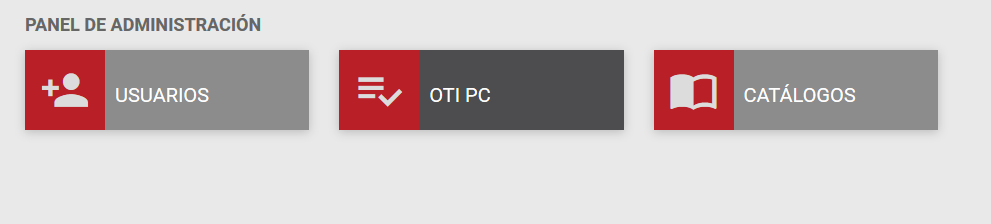 PANEL DE ADMINISTRACIÓN
USUARIOS
OTI PC
CATÁLOGOS